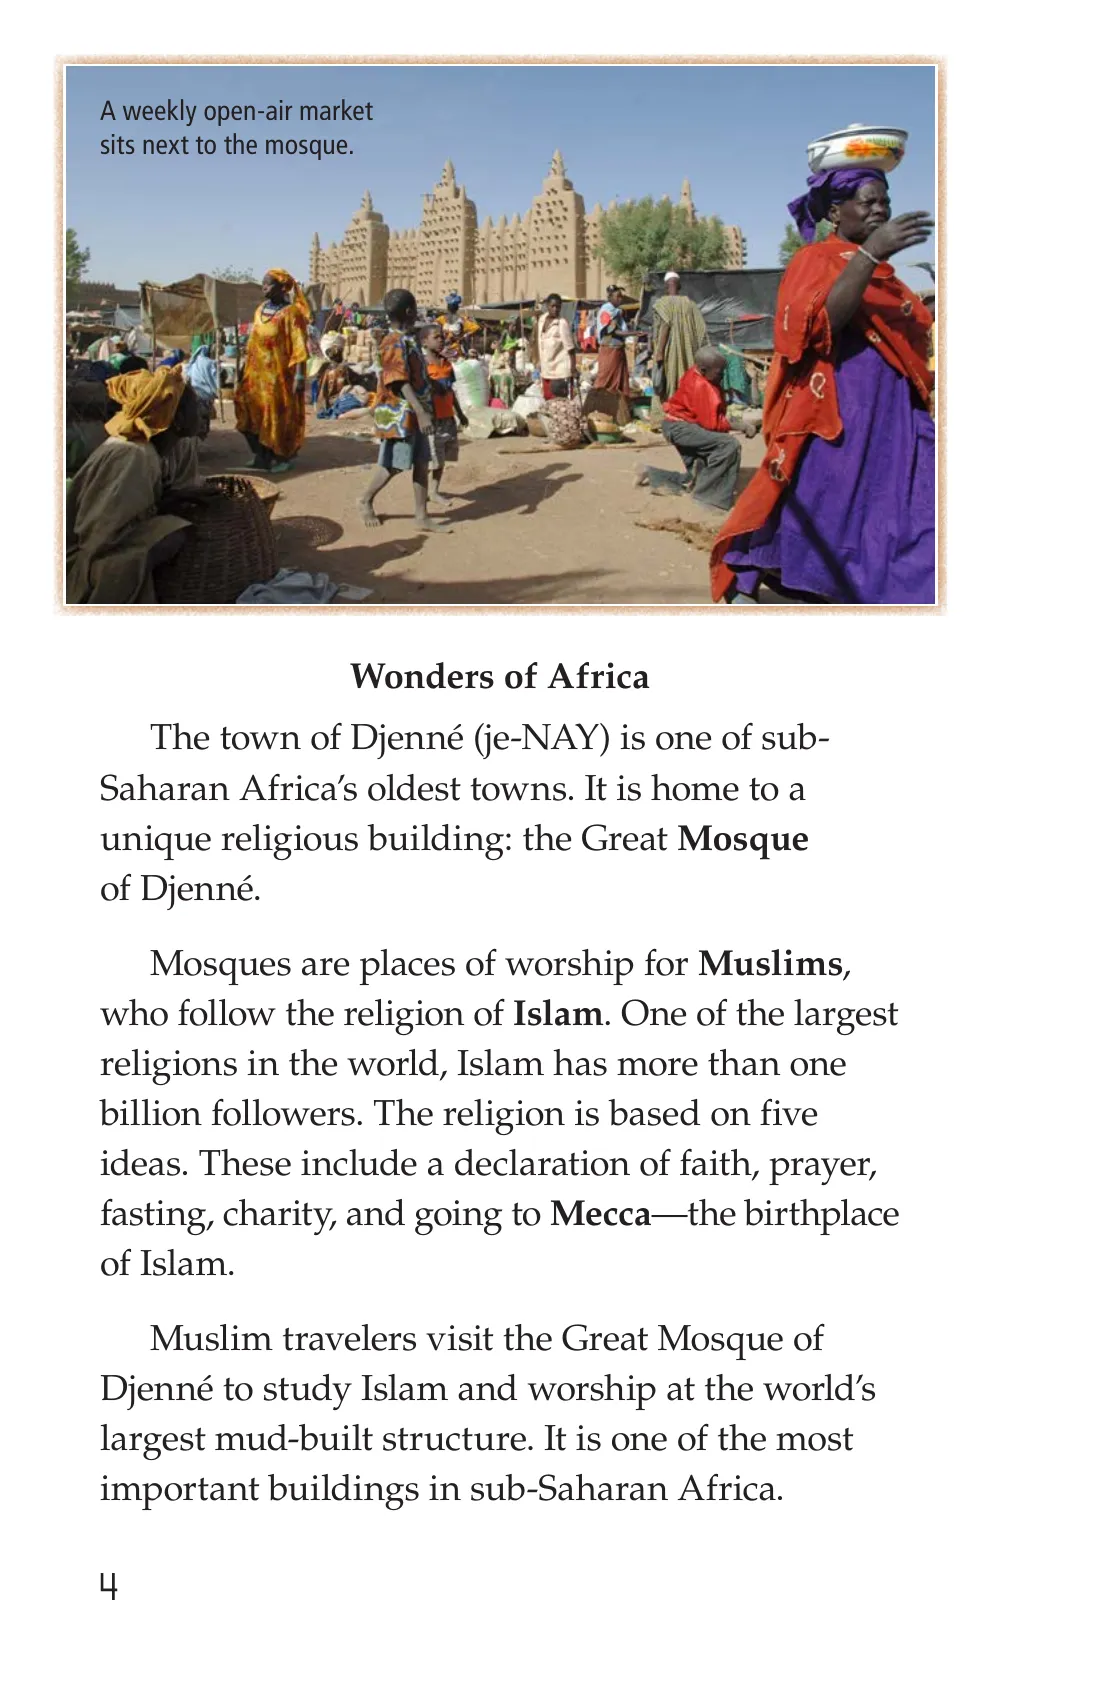 A weekly open-air market
sits next to the mosque.
Wonders of Africa
The town of Djenné (je-NAY) is one of sub-
Saharan Africa’s oldest towns. It is home to a
unique religious building: the Great Mosque
of Djenné.
Mosques are places of worship for Muslims,
who follow the religion of Islam. One of the largest
religions in the world, Islam has more than one
billion followers. The religion is based on five
ideas. These include a declaration of faith, prayer,
fasting, charity, and going to Mecca—the birthplace
of Islam.
Muslim travelers visit the Great Mosque of
Djenné to study Islam and worship at the world’s
largest mud-built structure. It is one of the most
important buildings in sub-Saharan Africa.
4